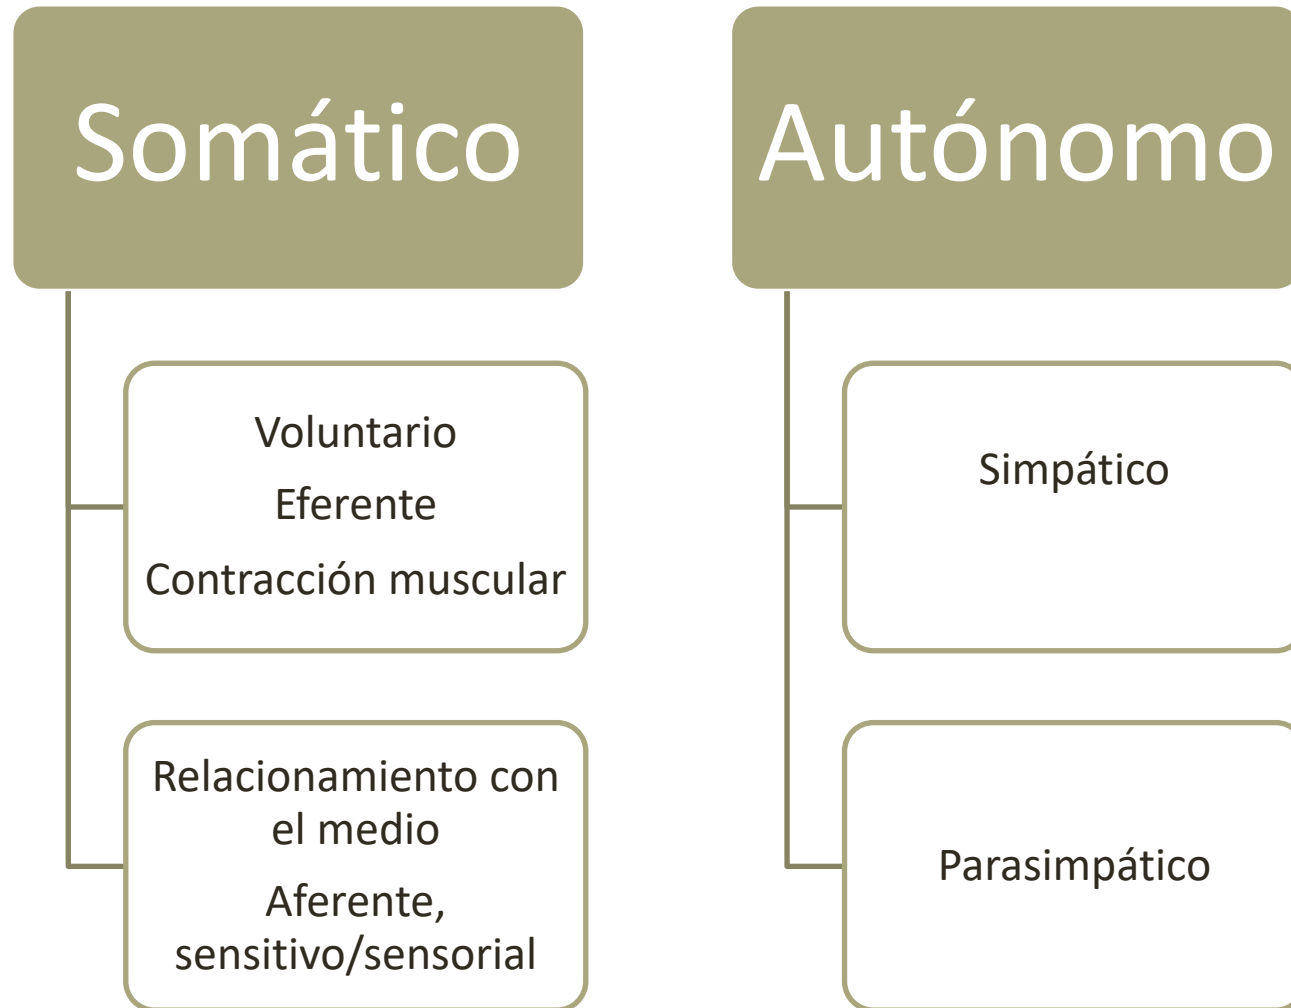 Somático
Voluntario
Eferente
Contracción muscular
Relacionamiento con
el medio
Aferente,
sensitivo/sensorial
Autónomo
Simpático
Parasimpático